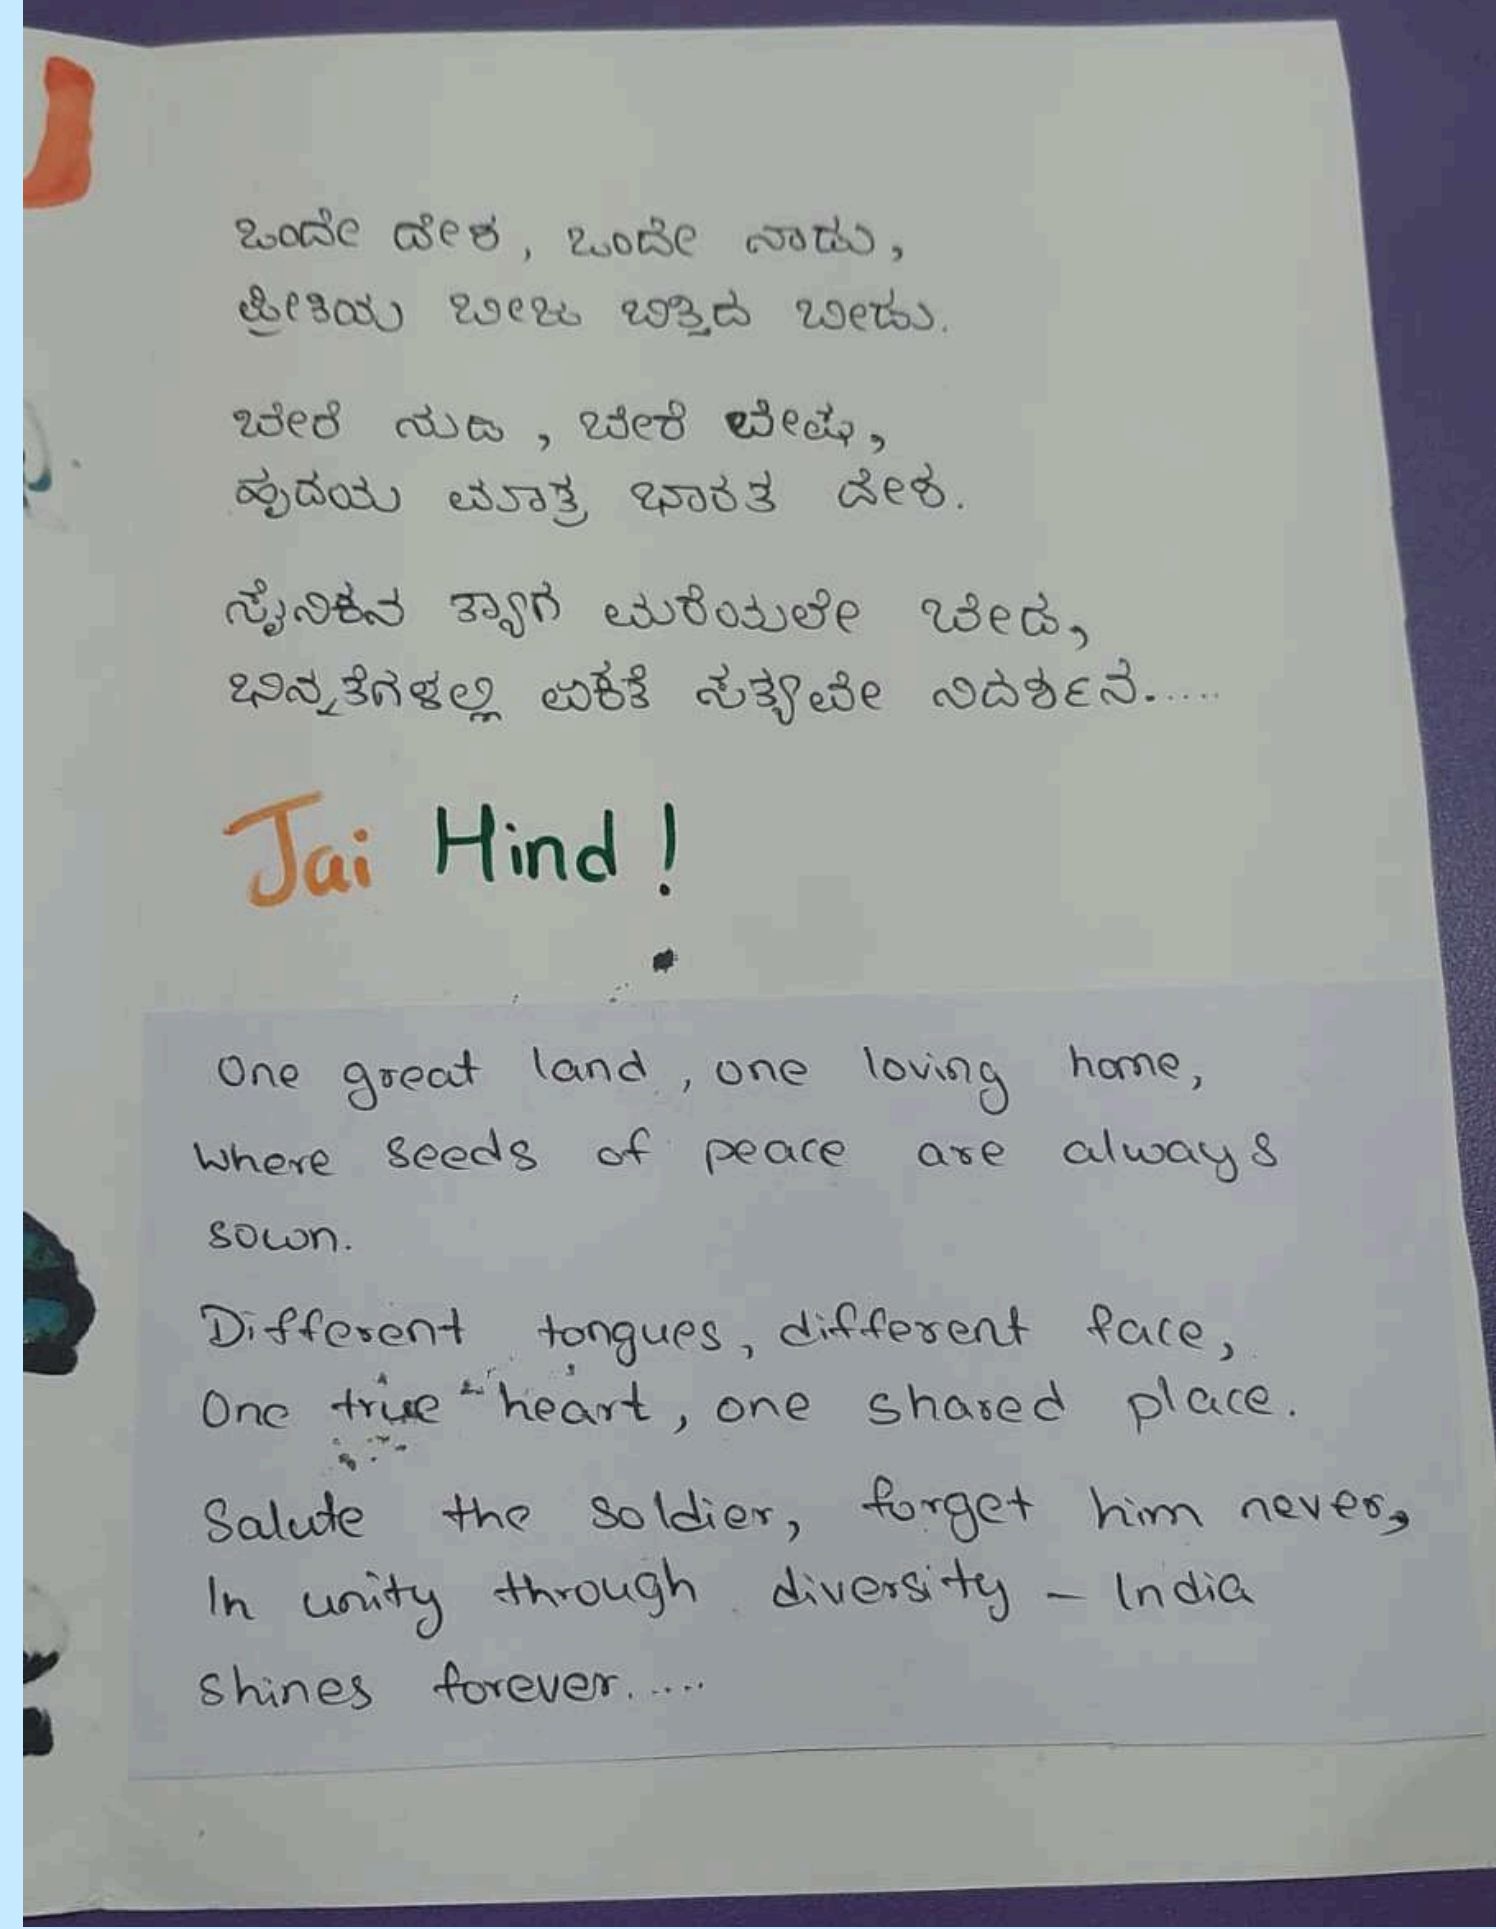 ಒಂದೇ ದೇಶ, ಒಂದೇ ನಾಡು,
ಪ್ರೀತಿಯ ಬೀಜ ಬಿತ್ತಿದ ಬೀಡು.
ಬೇರೆ ನುಡಿ, ಬೇರೆ ವೇಷ,
ಹೃದಯ ಮಾತ್ರ ಭಾರತ ದೇಶ.
ಸೈನಿಕನ ತ್ಯಾಗ ಮರೆಯಲೇ ಬೇಡ,
ಭಿನ್ನತೆಗಳಲ್ಲಿ ಏಕತೆ ಸತ್ಯವೇ ನಿದರ್ಶನ.....
Jai Hind!
One great land, one loving home,
Where seeds of peace are always
sown.
Different tongues, different face,
One true heart, one shared place.
Salute the soldier, forget him never,
In unity through diversity – India
shines forever.....